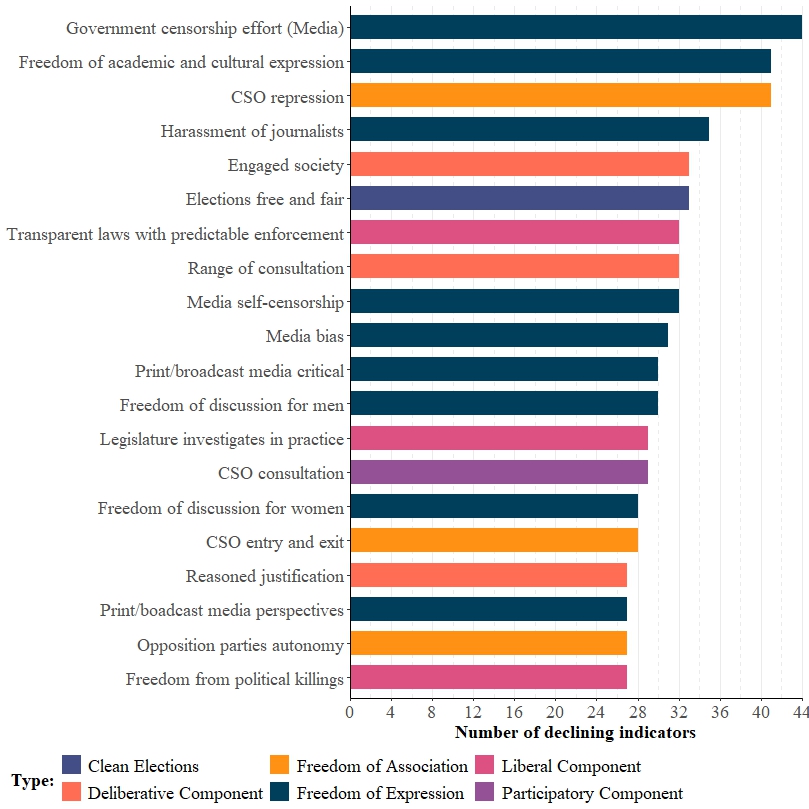 Government censorship effort (Media)
Freedom of academic and cultural expression
CSO repression
Harassment of journalists
Engaged society
Elections free and fair
Transparent laws with predictable enforcement
Range of consultation
Media self-censorship
Media bias
Print/broadcast media critical
Freedom of discussion for men
Legislature investigates in practice
CSO consultation
Freedom of discussion for women
CSO entry and exit
Reasoned justification
Print/boadcast media perspectives
Opposition parties autonomy
Freedom from political killings
0 4 8 12 16 20 24 28 32 36 40 44
Number of declining indicators
Type:
Clean Elections Freedom of Association Liberal Component
Deliberative Component Freedom of Expression Participatory Component